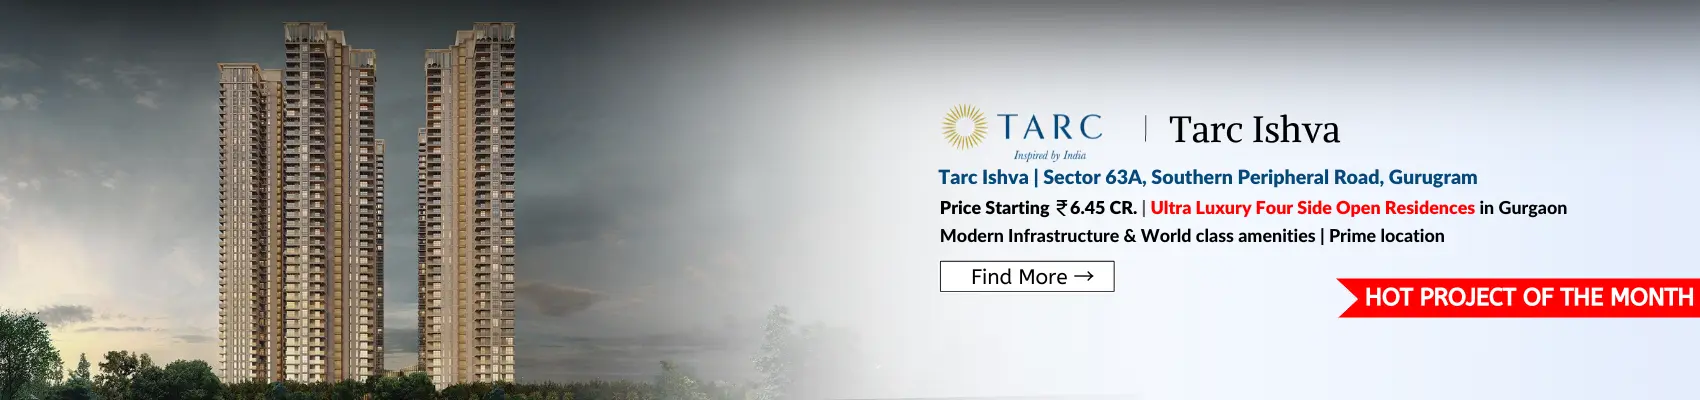 TARC | Tarc Ishva
Inspired by India
Tarc Ishva | Sector 63A, Southern Peripheral Road, Gurugram
Price Starting ₹6.45 CR. | Ultra Luxury Four Side Open Residences in Gurgaon
Modern Infrastructure & World class amenities | Prime location
Find More →
HOT PROJECT OF THE MONTH